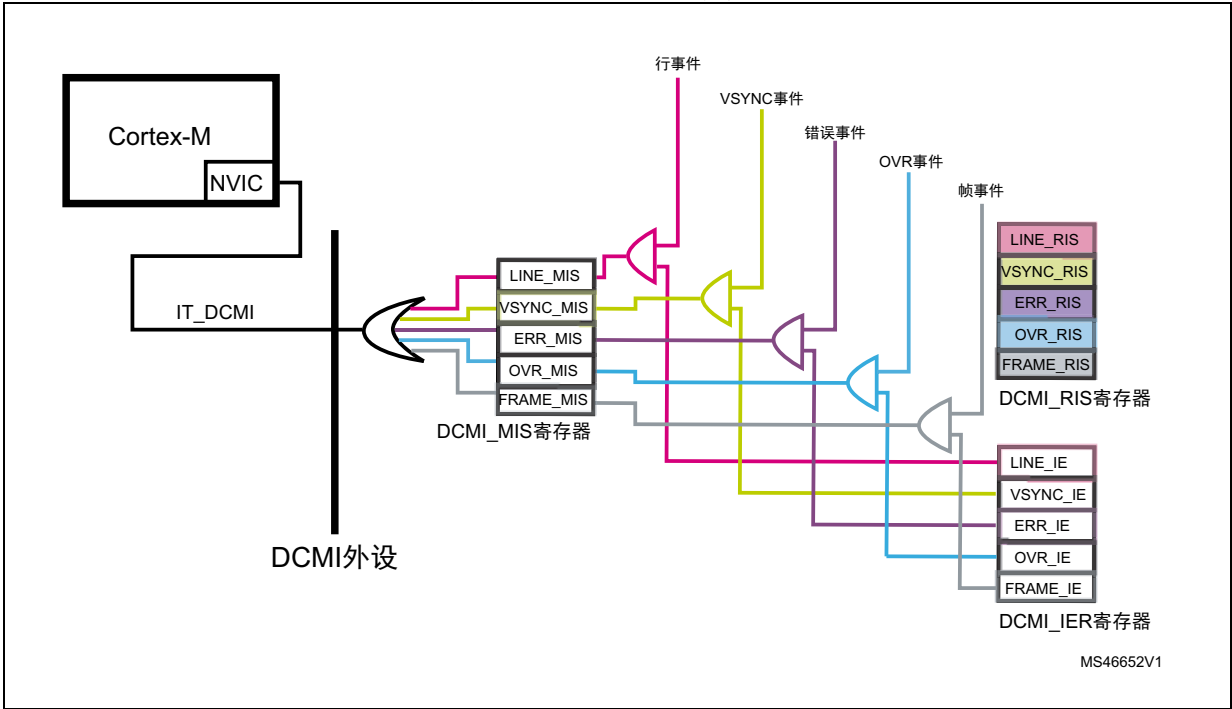 行事件
VSYNC事件
错误事件
OVR事件
帧事件
Cortex-M
NVIC
IT_DCMI
DCMI外设
LINE_MIS
VSYNC_MIS
ERR_MIS
OVR_MIS
FRAME_MIS
DCMI_MIS寄存器
LINE_RIS
VSYNC_RIS
ERR_RIS
OVR_RIS
FRAME_RIS
DCMI_RIS寄存器
LINE_IE
VSYNC_IE
ERR_IE
OVR_IE
FRAME_IE
DCMI_IER寄存器
MS46652V1